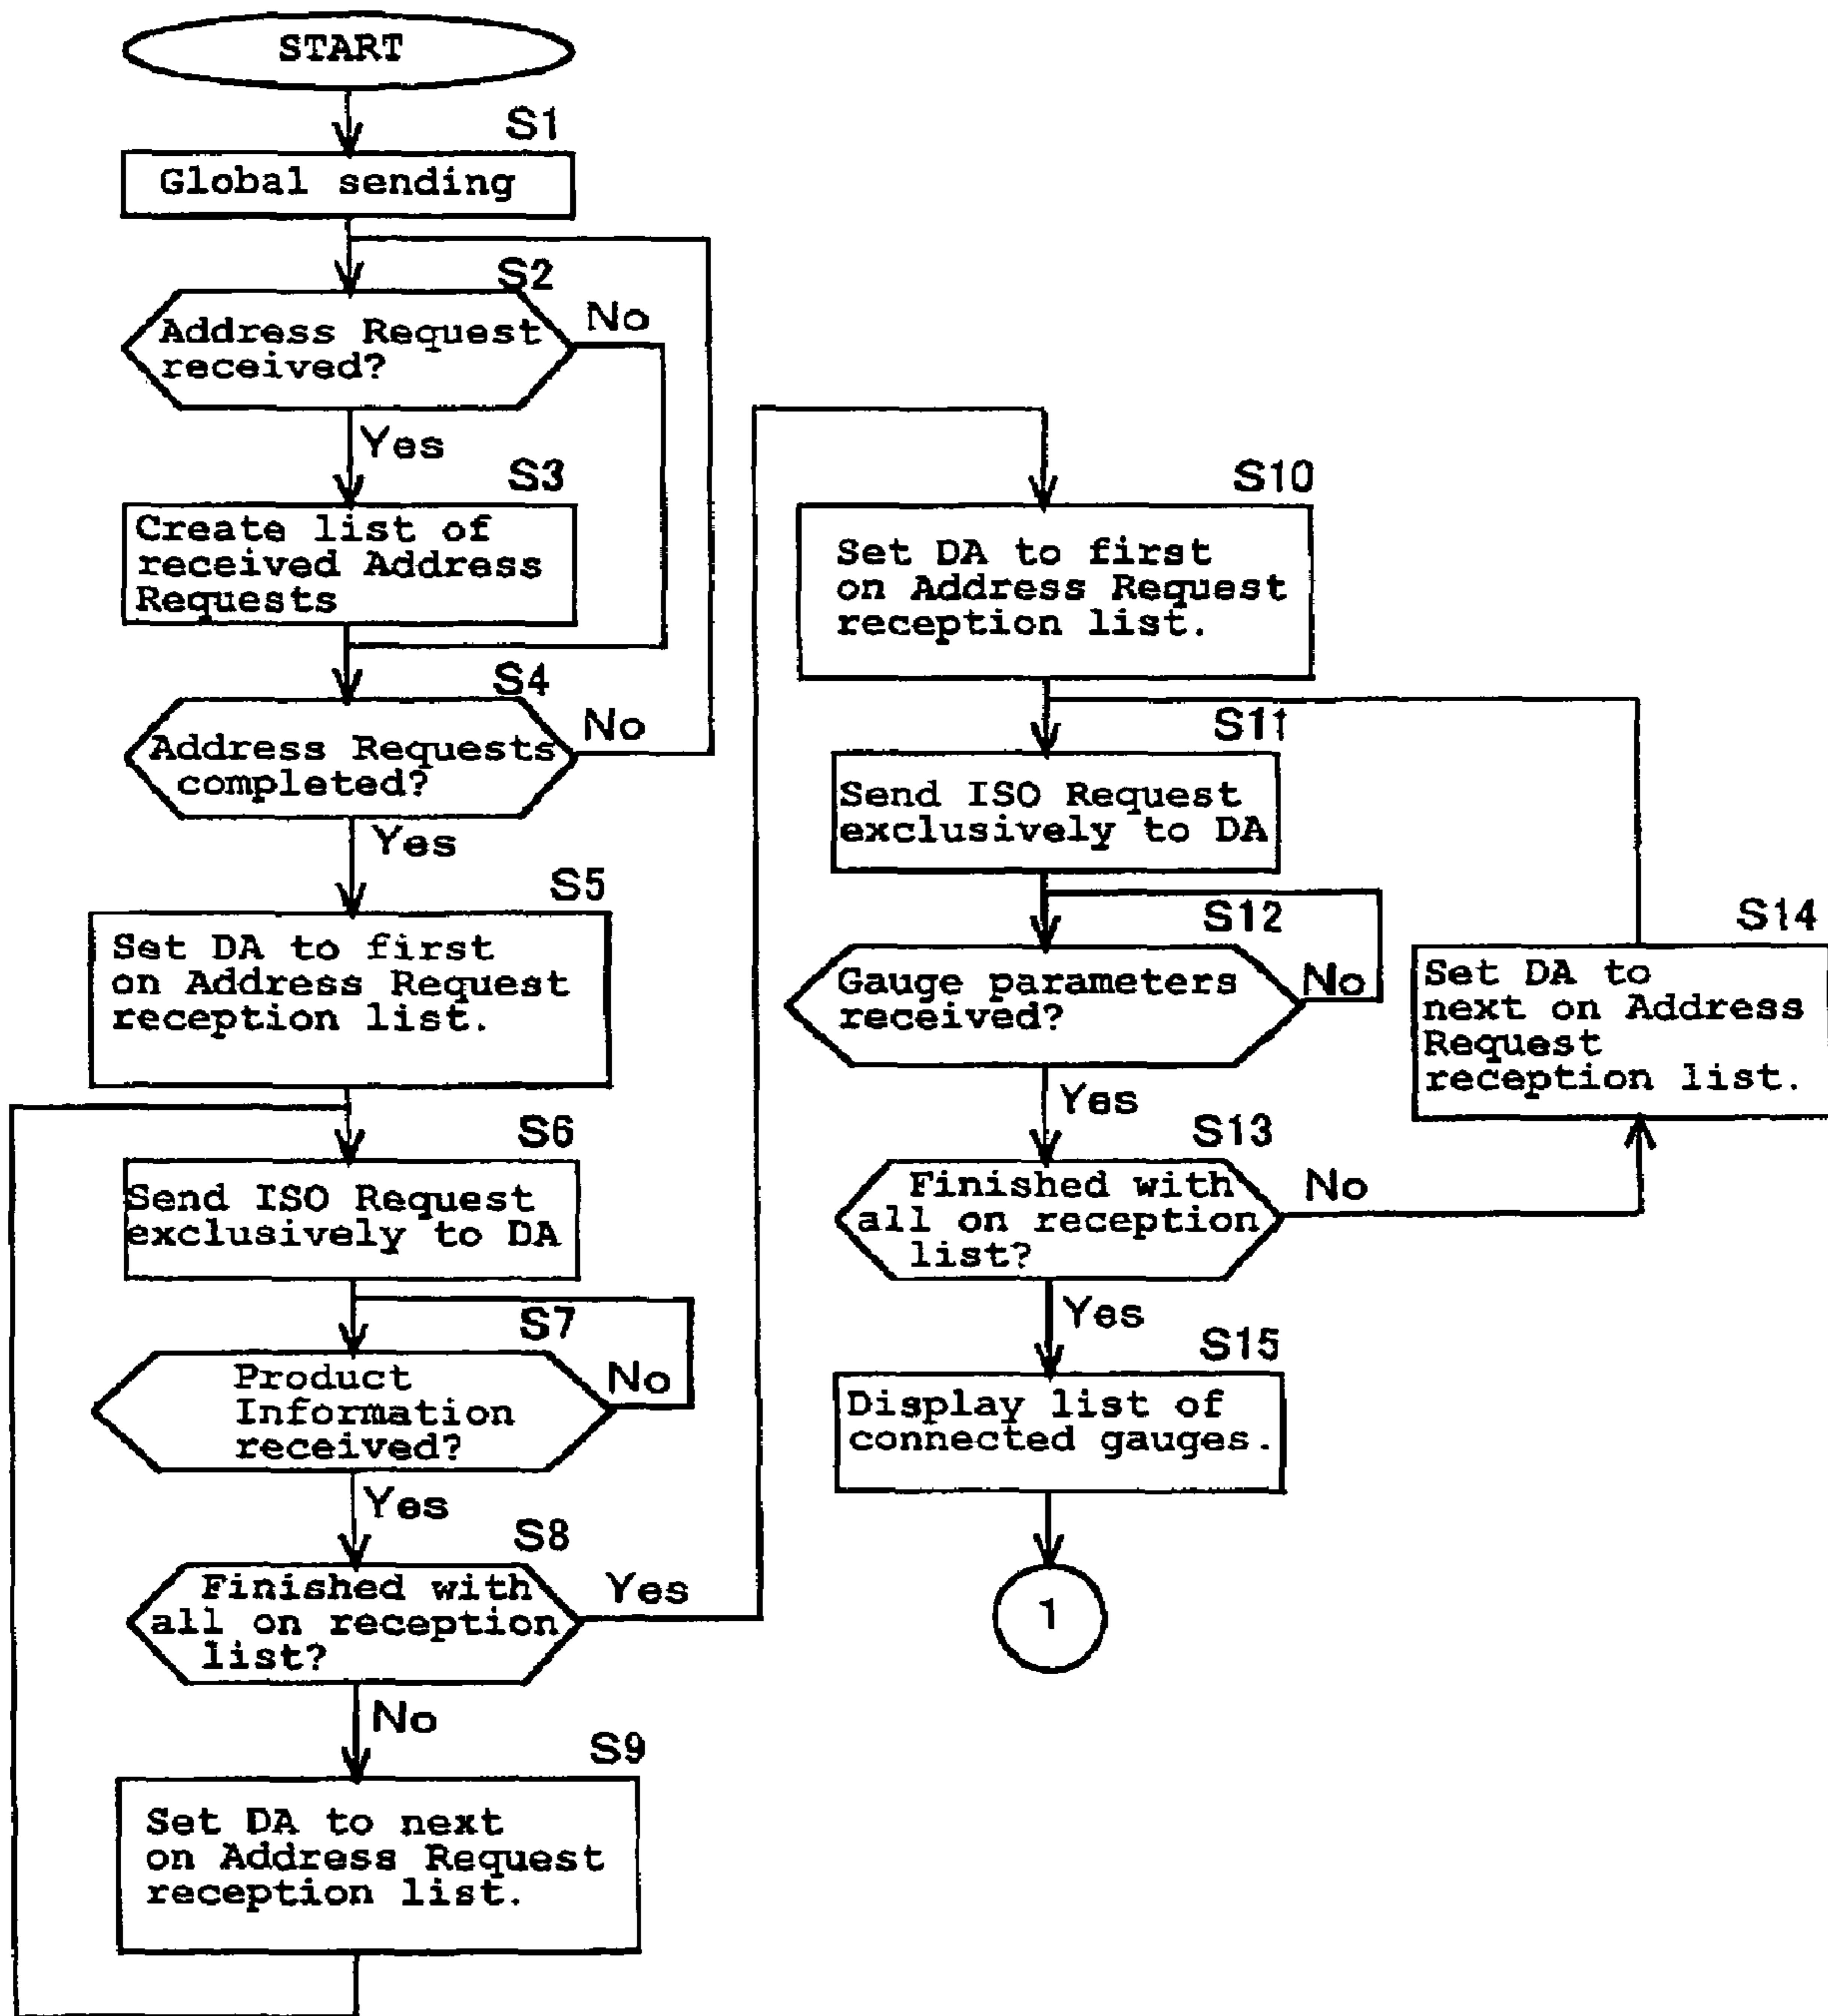 START
S1
Global sending
S2
Address Request
received?
No
Yes
S3
Create list of
received Address
Requests
S4
Address Requests
completed?
No
Yes
S5
Set DA to first
on Address Request
reception list.
S6
Send ISO Request
exclusively to DA
S7
Product
Information
received?
No
Yes
S8
Finished with
all on reception
list?
Yes
No
S9
Set DA to next
on Address Request
reception list.
S10
Set DA to first
on Address Request
reception list.
S11
Send ISO Request
exclusively to DA
S12
Gauge parameters
received?
No
Yes
S13
Finished with
all on reception
list?
No
Yes
S14
Set DA to
next on Address
Request
reception list.
S15
Display list of
connected gauges.
1